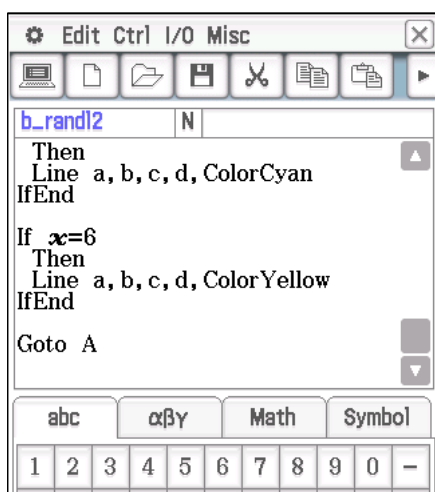 Edit Ctrl I/O Misc
b_randl2 N
Then
Line a,b,c,d,ColorCyan
IfEnd
If x=6
Then
Line a,b,c,d,ColorYellow
IfEnd
Goto A
abc αβγ Math Symbol
1 2 3 4 5 6 7 8 9 0 −